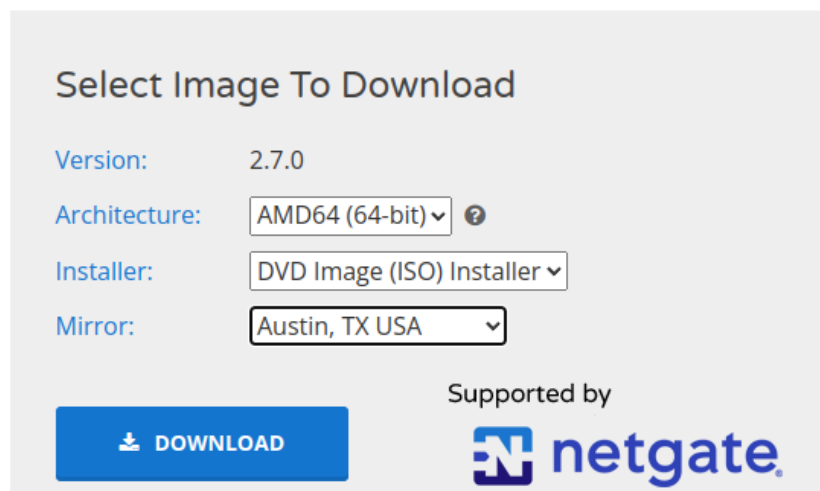 Select Image To Download
Version: 2.7.0
Architecture: AMD64 (64-bit)
Installer: DVD Image (ISO) Installer
Mirror: Austin, TX USA
Supported by
DOWNLOAD
netgate®